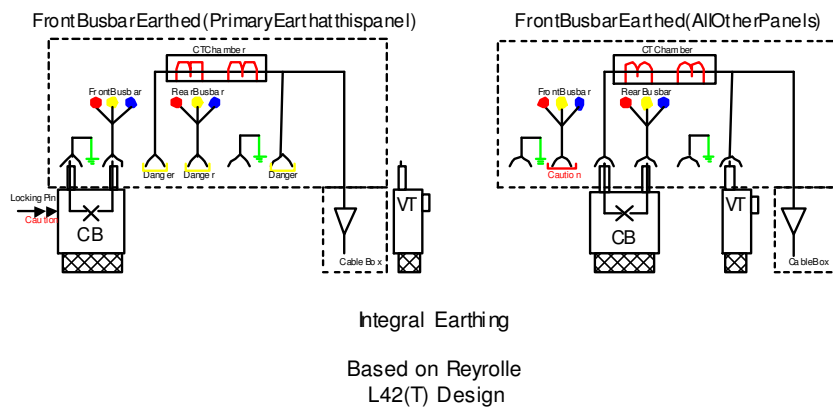 FrontBusbarEarthed(PrimaryEarthatthispanel)
CTChamber
FrontBusbar RearBusbar
Danger Danger Danger
Locking Pin
Caution
CB
VT
Cable Box
FrontBusbarEarthed(AllOtherPanels)
CTChamber
FrontBusbar RearBusbar
Caution
CB
VT
CableBox
Integral Earthing
Based on Reyrolle
L42(T) Design